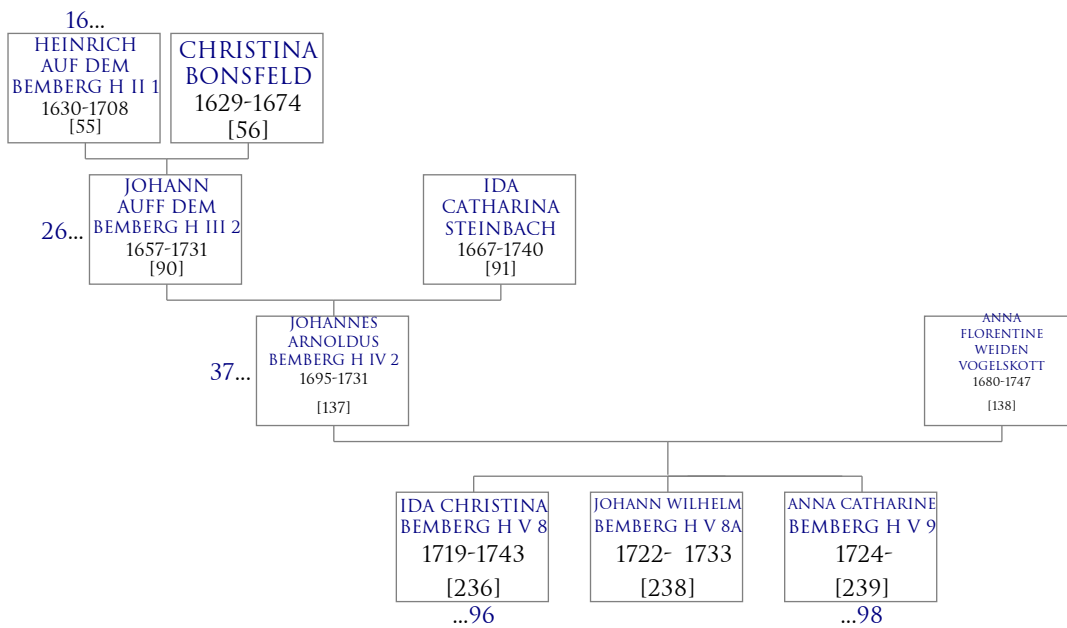 16...
HEINRICH
AUF DEM
BEMBERG H II 1
1630-1708
[55]
CHRISTINA
BONSFELD
1629-1674
[56]
26...
JOHANN
AUFF DEM
BEMBERG H III 2
1657-1731
[90]
IDA
CATHARINA
STEINBACH
1667-1740
[91]
37...
JOHANNES
ARNOLDUS
BEMBERG H IV 2
1695-1731
[137]
ANNA
FLORENTINE
WEIDEN
VOGELSKOTT
1680-1747
[138]
IDA CHRISTINA
BEMBERG H V 8
1719-1743
[236]
...96
JOHANN WILHELM
BEMBERG H V 8A
1722- 1733
[238]
ANNA CATHARINE
BEMBERG H V 9
1724-
[239]
...98